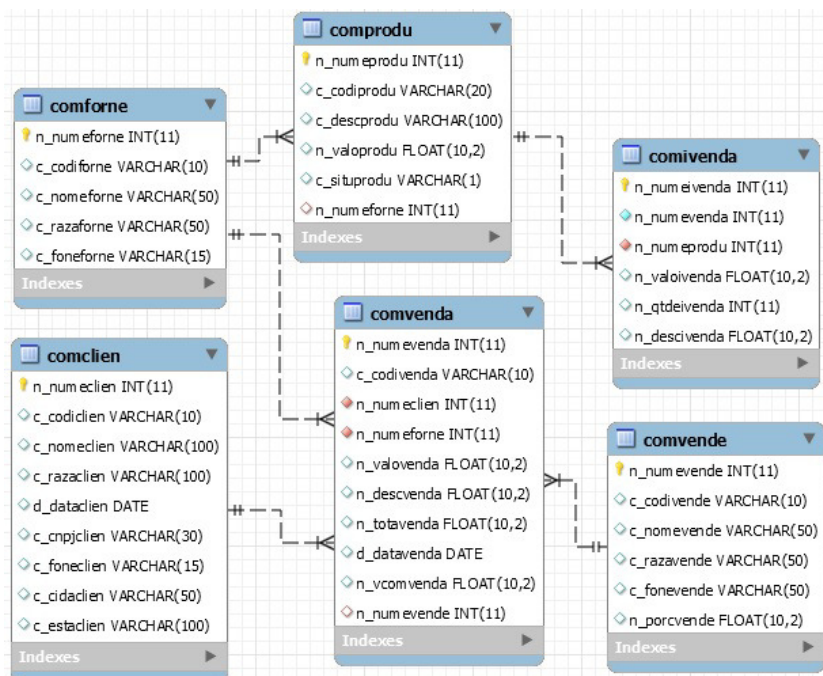 comprodu
n_numeprodu INT(11)
c_codiprodu VARCHAR(20)
c_descprodu VARCHAR(100)
n_valoprodu FLOAT(10,2)
c_situprodu VARCHAR(1)
n_numeforne INT(11)
Indexes
comforne
n_numeforne INT(11)
c_codiforne VARCHAR(10)
c_nomeforne VARCHAR(50)
c_razaforne VARCHAR(50)
c_foneforne VARCHAR(15)
Indexes
comivenda
n_numeivenda INT(11)
n_numevenda INT(11)
n_numeprodu INT(11)
n_valoivenda FLOAT(10,2)
n_qtdeivenda INT(11)
n_descivenda FLOAT(10,2)
Indexes
comvenda
n_numevenda INT(11)
c_codivenda VARCHAR(10)
n_numeclien INT(11)
n_numeforne INT(11)
n_valovenda FLOAT(10,2)
n_descvenda FLOAT(10,2)
n_totavenda FLOAT(10,2)
d_datavenda DATE
n_vcomvenda FLOAT(10,2)
n_numevende INT(11)
Indexes
comclien
n_numeclien INT(11)
c_codiclien VARCHAR(10)
c_nomeclien VARCHAR(100)
c_razaclien VARCHAR(100)
d_dataclien DATE
c_cnpjclien VARCHAR(30)
c_foneclien VARCHAR(15)
c_cidaclien VARCHAR(50)
c_estaclien VARCHAR(100)
Indexes
comvende
n_numevende INT(11)
c_codivende VARCHAR(10)
c_nomevende VARCHAR(50)
c_razavende VARCHAR(50)
c_fonevende VARCHAR(50)
n_porcvende FLOAT(10,2)
Indexes